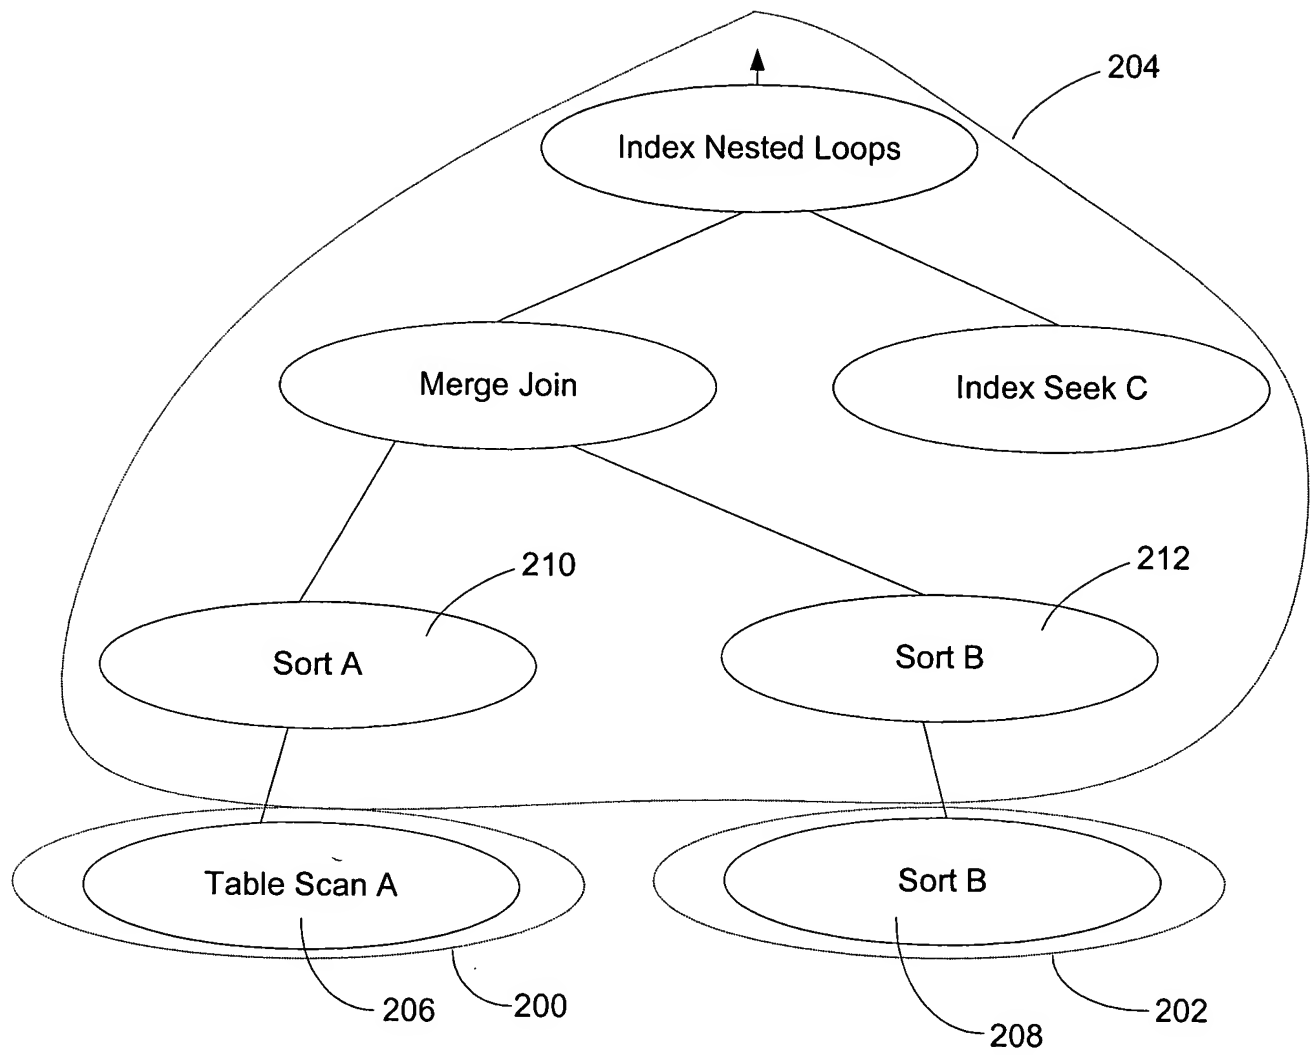 204
Index Nested Loops
Merge Join
Index Seek C
210
212
Sort A
Sort B
Table Scan A
Sort B
206
200
208
202